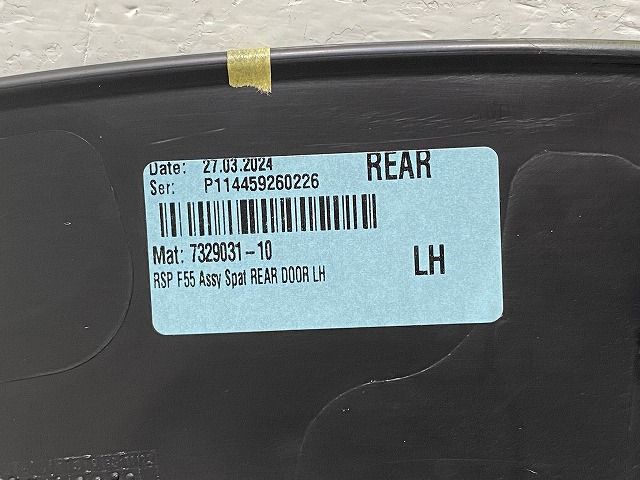 Date: 27.03.2024 REAR
Ser: P114459260226
Mat: 7329031-10
RSP F55 Assy Spat REAR DOOR LH
LH